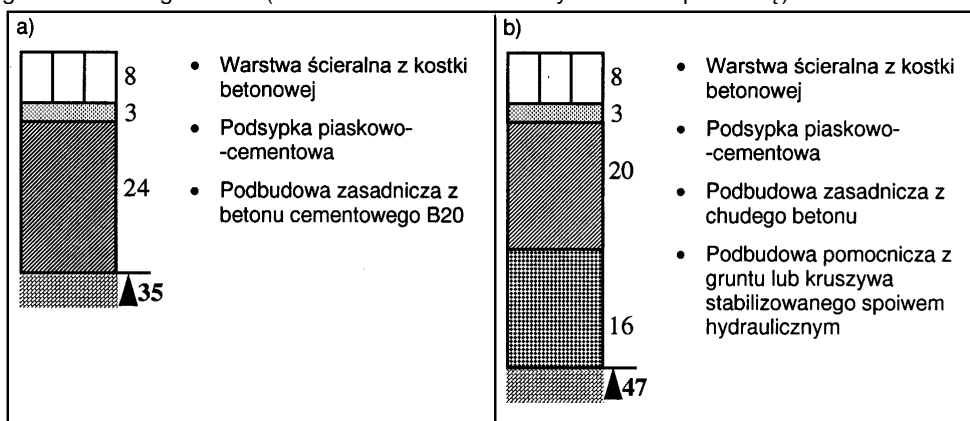 a)
8
3
24
35
• Warstwa ścieralna z kostki
betonowej
• Podsypka piaskowo-
-cementowa
• Podbudowa zasadnicza z
betonu cementowego B20
b)
8
3
20
16
47
• Warstwa ścieralna z kostki
betonowej
• Podsypka piaskowo-
-cementowa
• Podbudowa zasadnicza z
chudego betonu
• Podbudowa pomocnicza z
gruntu lub kruszywa
stabilizowanego spoiwem
hydraulicznym